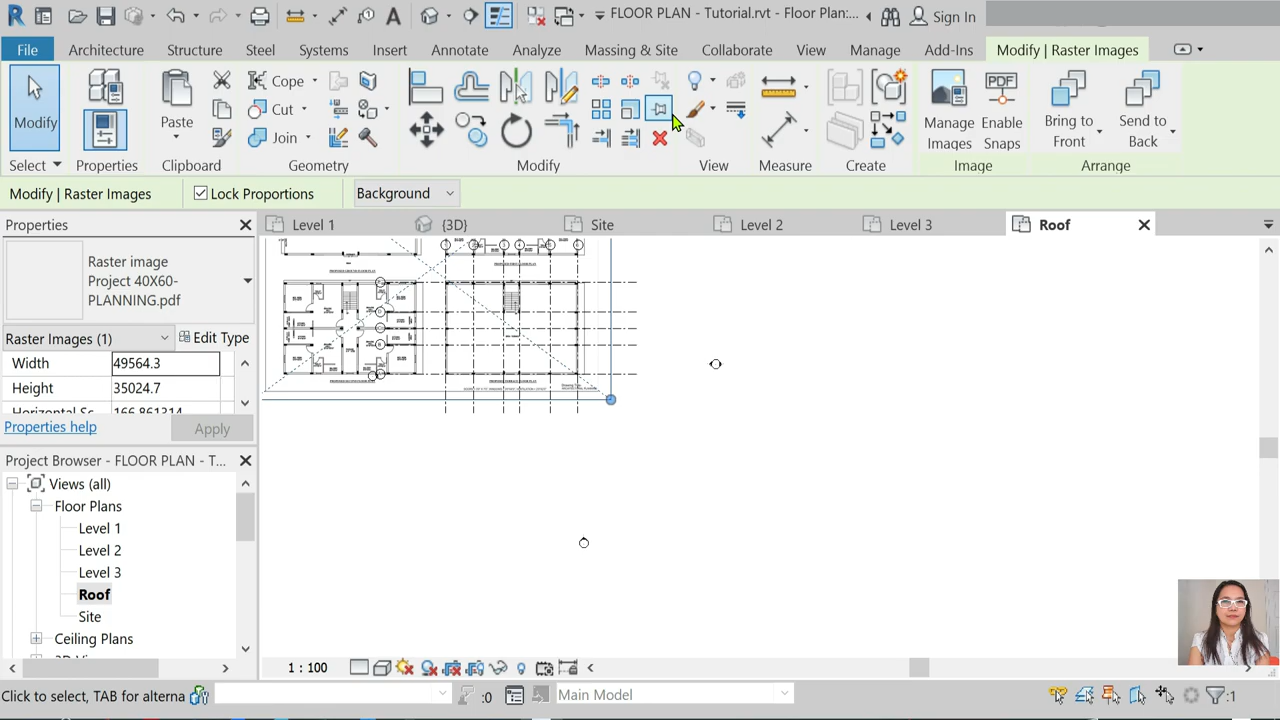 FLOOR PLAN - Tutorial.rvt - Floor Plan:...
Sign In
File
Architecture
Structure
Steel
Systems
Insert
Annotate
Analyze
Massing & Site
Collaborate
View
Manage
Add-Ins
Modify | Raster Images
Modify
Paste
Cope
Cut
Join
Manage Images
Enable Snaps
Bring to Front
Send to Back
Select
Properties
Clipboard
Geometry
Modify
View
Measure
Create
Image
Arrange
Modify | Raster Images
Lock Proportions
Background
Properties
Level 1
{3D}
Site
Level 2
Level 3
Roof
Raster image
Project 40X60-
PLANNING.pdf
Raster Images (1)
Edit Type
Width
49564.3
Height
35024.7
Properties help
Apply
Project Browser - FLOOR PLAN - T...
Views (all)
Floor Plans
Level 1
Level 2
Level 3
Roof
Site
Ceiling Plans
1 : 100
Click to select, TAB for alterna
:0
Main Model
:1